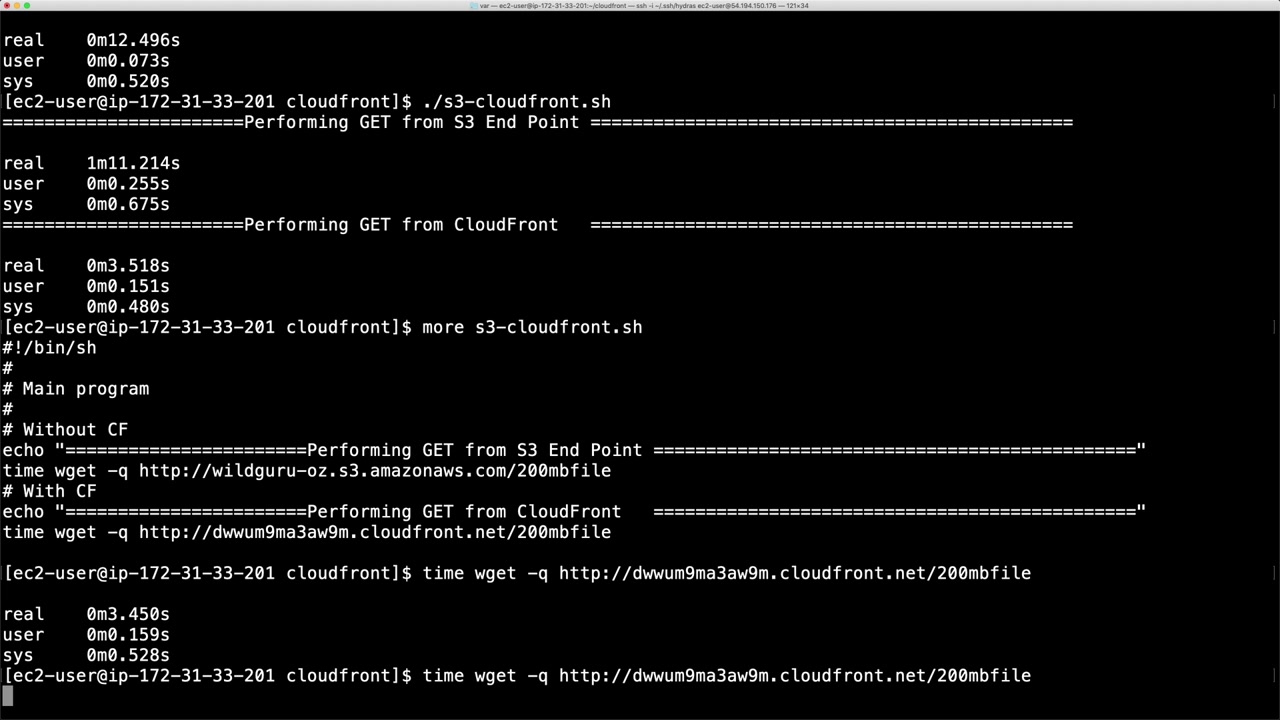 var — ec2-user@ip-172-31-33-201:~/cloudfront — ssh -i ~/.ssh/hydras ec2-user@54.194.150.176 — 121×34
real    0m12.496s
user    0m0.073s
sys     0m0.520s
[ec2-user@ip-172-31-33-201 cloudfront]$ ./s3-cloudfront.sh
=======================Performing GET from S3 End Point ==============================================
real    1m11.214s
user    0m0.255s
sys     0m0.675s
=======================Performing GET from CloudFront   ==============================================
real    0m3.518s
user    0m0.151s
sys     0m0.480s
[ec2-user@ip-172-31-33-201 cloudfront]$ more s3-cloudfront.sh
#!/bin/sh
#
# Main program
#
# Without CF
echo "=======================Performing GET from S3 End Point =============================================="
time wget -q http://wildguru-oz.s3.amazonaws.com/200mbfile
# With CF
echo "=======================Performing GET from CloudFront   =============================================="
time wget -q http://dwwum9ma3aw9m.cloudfront.net/200mbfile
[ec2-user@ip-172-31-33-201 cloudfront]$ time wget -q http://dwwum9ma3aw9m.cloudfront.net/200mbfile
real    0m3.450s
user    0m0.159s
sys     0m0.528s
[ec2-user@ip-172-31-33-201 cloudfront]$ time wget -q http://dwwum9ma3aw9m.cloudfront.net/200mbfile